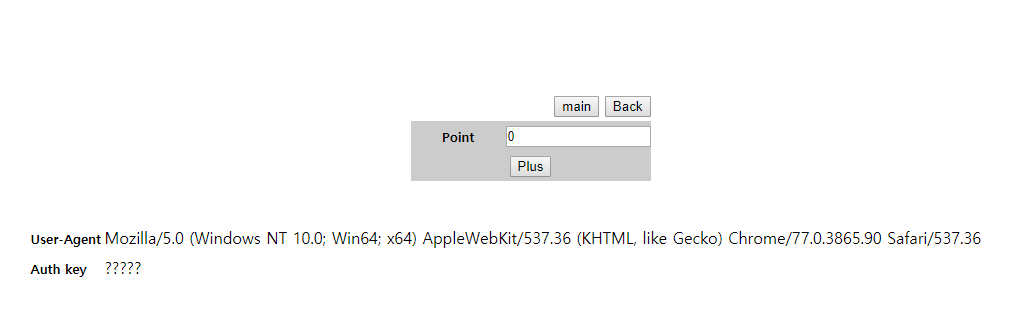 main Back
Point 0
Plus
User-Agent Mozilla/5.0 (Windows NT 10.0; Win64; x64) AppleWebKit/537.36 (KHTML, like Gecko) Chrome/77.0.3865.90 Safari/537.36
Auth key ?????